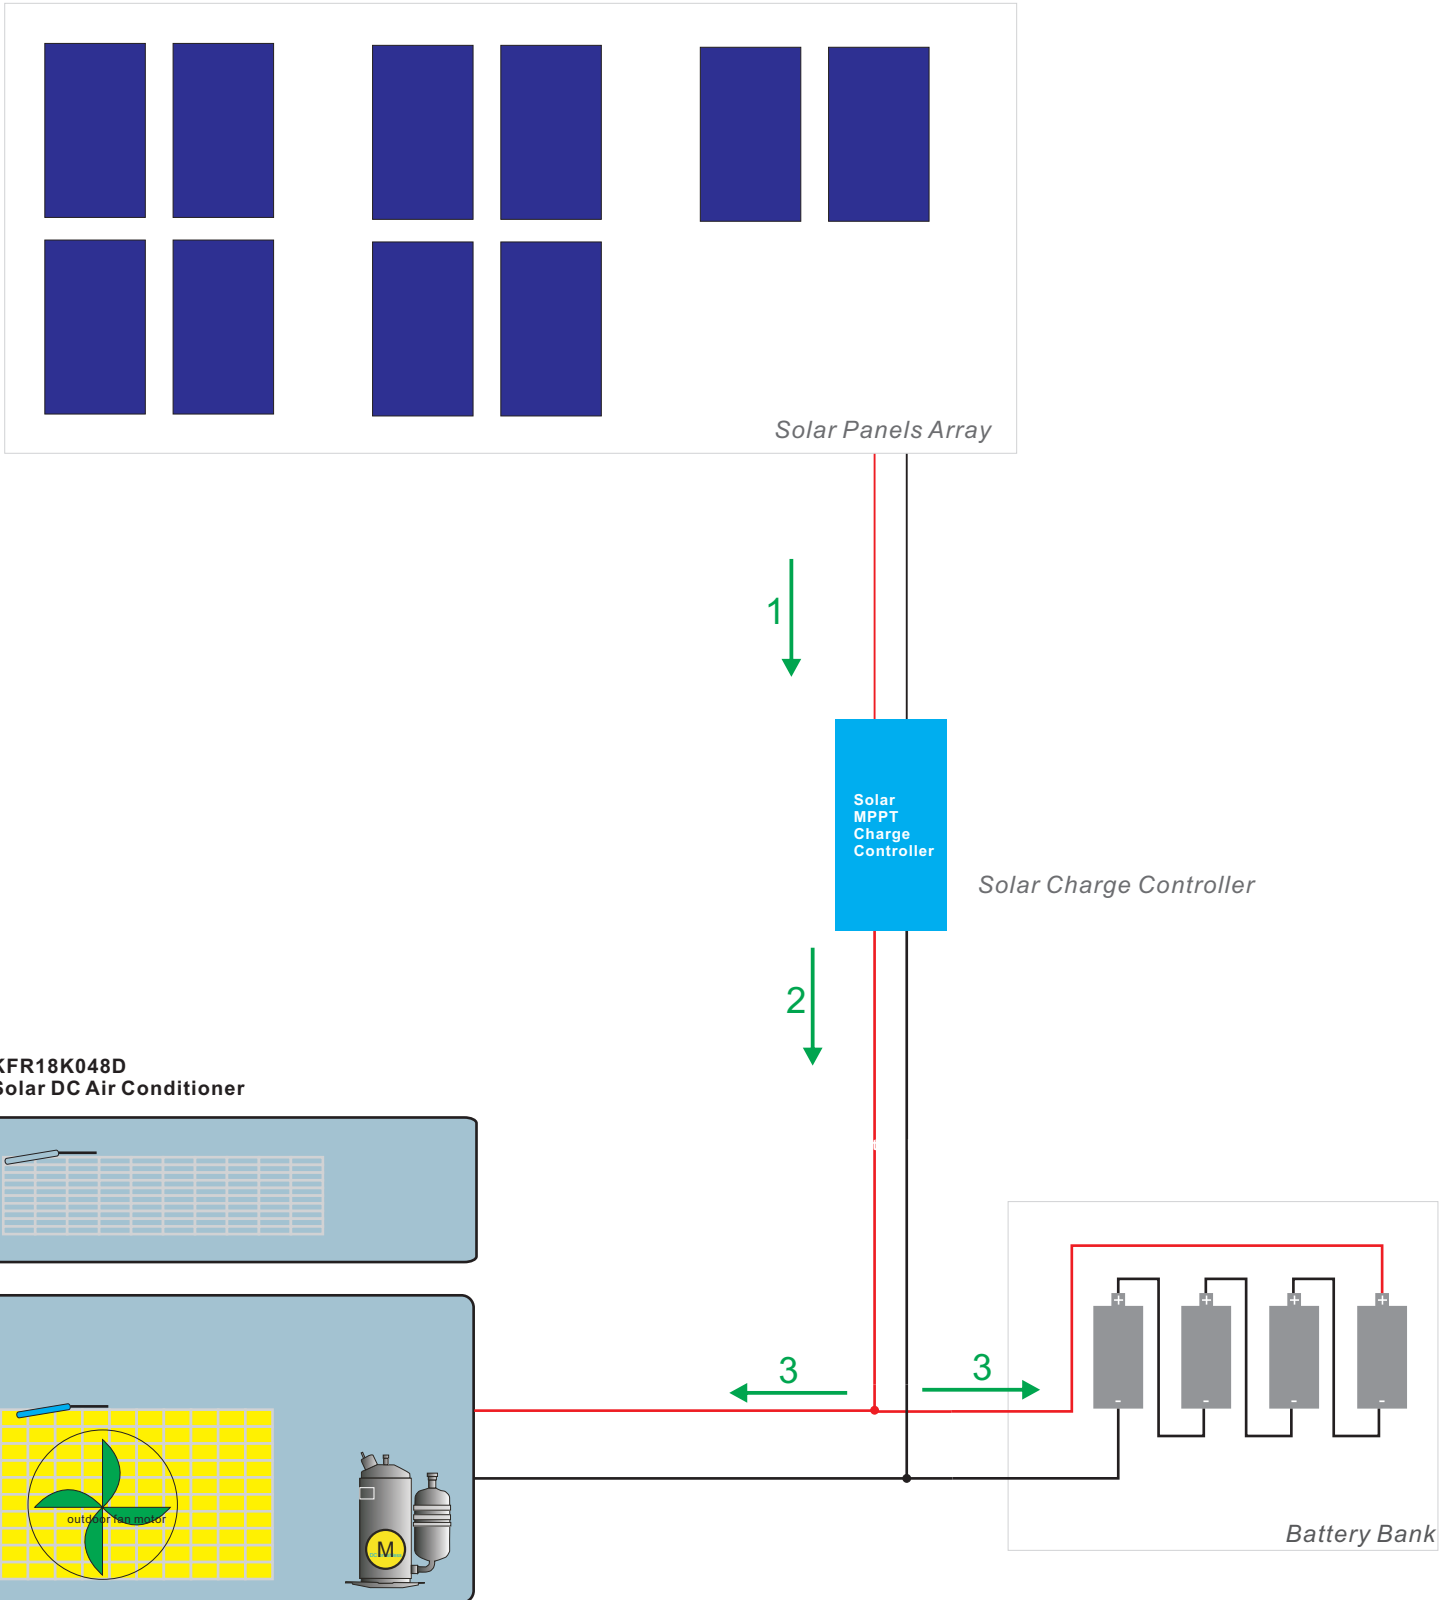 Solar Panels Array
1
Solar
MPPT
Charge
Controller
Solar Charge Controller
2
KFR18K048D
Solar DC Air Conditioner
3
3
+
+
+
+
-
-
-
-
outdoor fan motor
M
Battery Bank